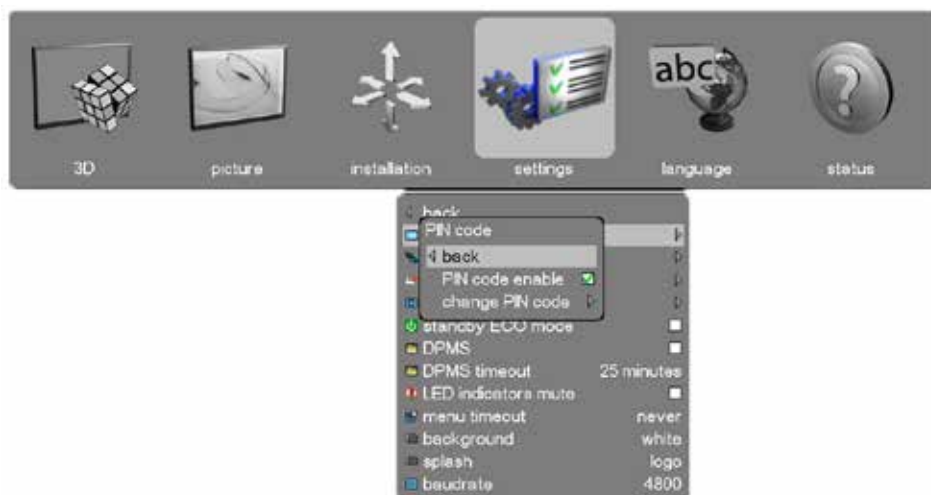 abc
3D picture installation settings language status
back
PIN code
back
PIN code enable
change PIN code
standby ECO mode
DPMS
DPMS timeout 25 minutes
LED indicators mute
menu timeout never
background white
splash logo
baudrate 4800